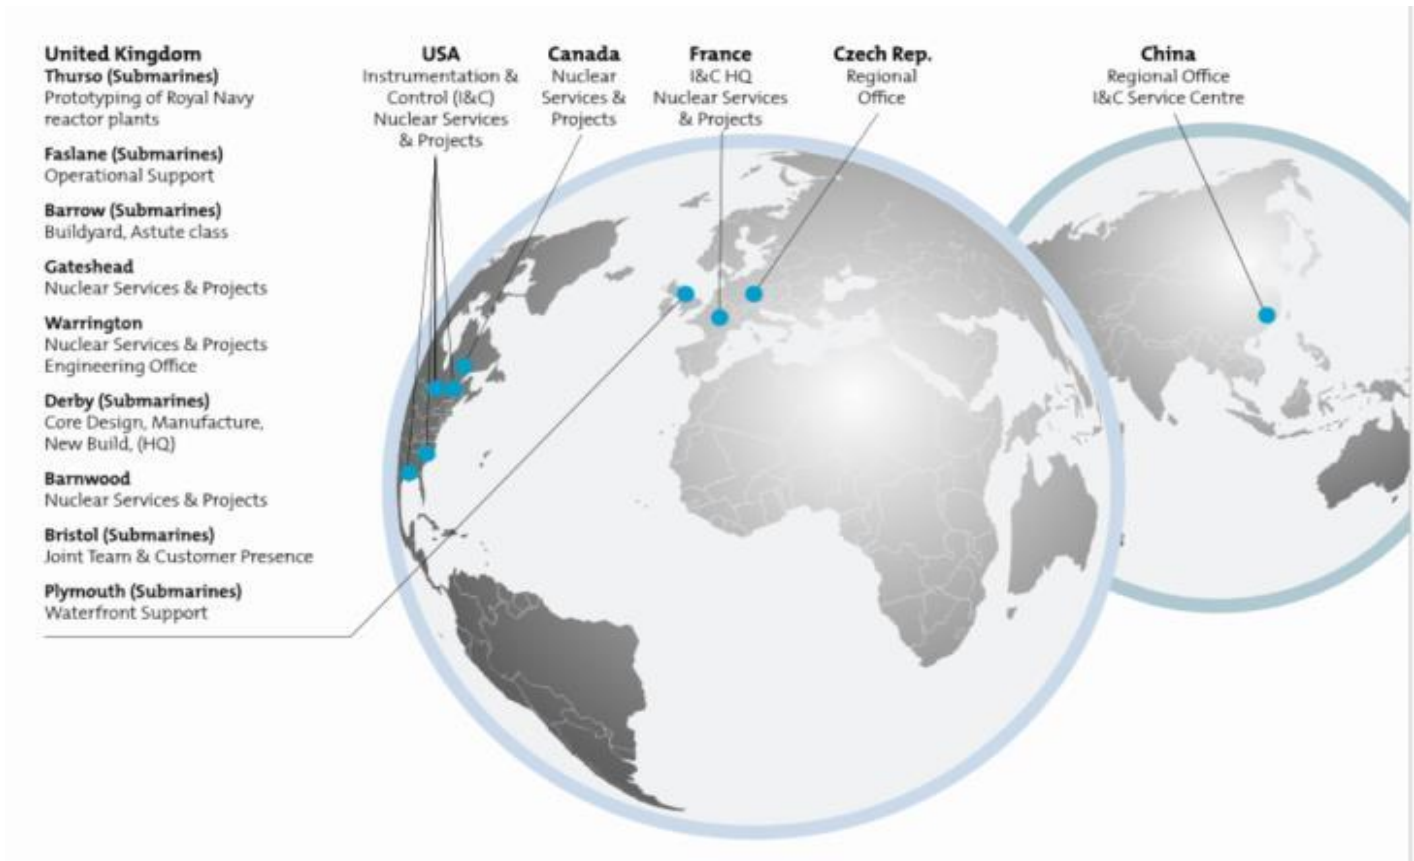 United Kingdom
Thurso (Submarines)
Prototyping of Royal Navy
reactor plants
Faslane (Submarines)
Operational Support
Barrow (Submarines)
Buildyard, Astute class
Gateshead
Nuclear Services & Projects
Warrington
Nuclear Services & Projects
Engineering Office
Derby (Submarines)
Core Design, Manufacture,
New Build, (HQ)
Barnwood
Nuclear Services & Projects
Bristol (Submarines)
Joint Team & Customer Presence
Plymouth (Submarines)
Waterfront Support
USA
Instrumentation &
Control (I&C)
Nuclear Services
& Projects
Canada
Nuclear
Services &
Projects
France
I&C HQ
Nuclear Services
& Projects
Czech Rep.
Regional
Office
China
Regional Office
I&C Service Centre